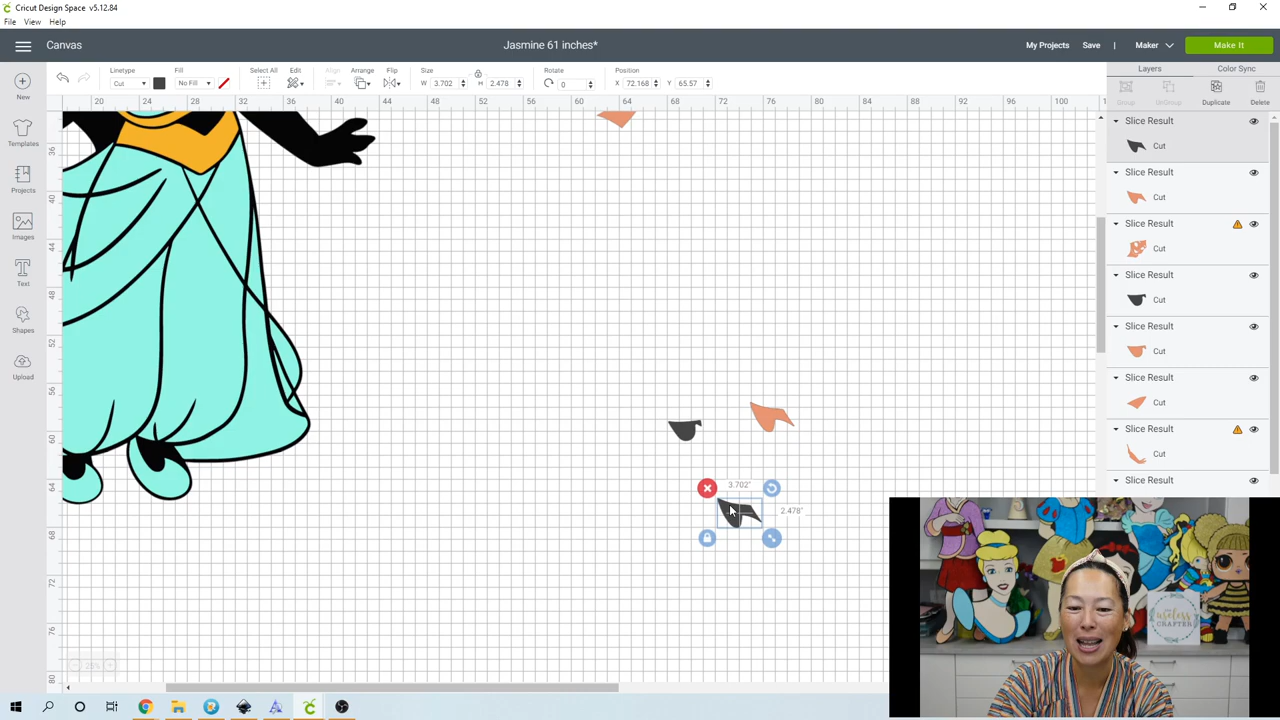 Cricut Design Space v5.12.84
File View Help
Canvas
Jasmine 61 inches*
My Projects Save | Maker Make It
Linetype Fill Select All Edit Align Arrange Flip Size Rotate Position
Cut No Fill W 3.702 H 2.478 0 X 72.168 Y 65.57
Layers Color Sync
Group UnGroup Duplicate Delete
New
Templates
Projects
Images
Text
Shapes
Upload
20 24 28 32 36 40 44 48 52 56 60 64 68 72 76 80 84 88 92 96 100
36
40
44
48
52
56
60
64
68
72
76
80
3.702"
2.478"
25%
Slice Result
Cut
Slice Result
Cut
Slice Result
Cut
Slice Result
Cut
Slice Result
Cut
Slice Result
Cut
Slice Result
Cut
Slice Result
the
useless
CRAFTER